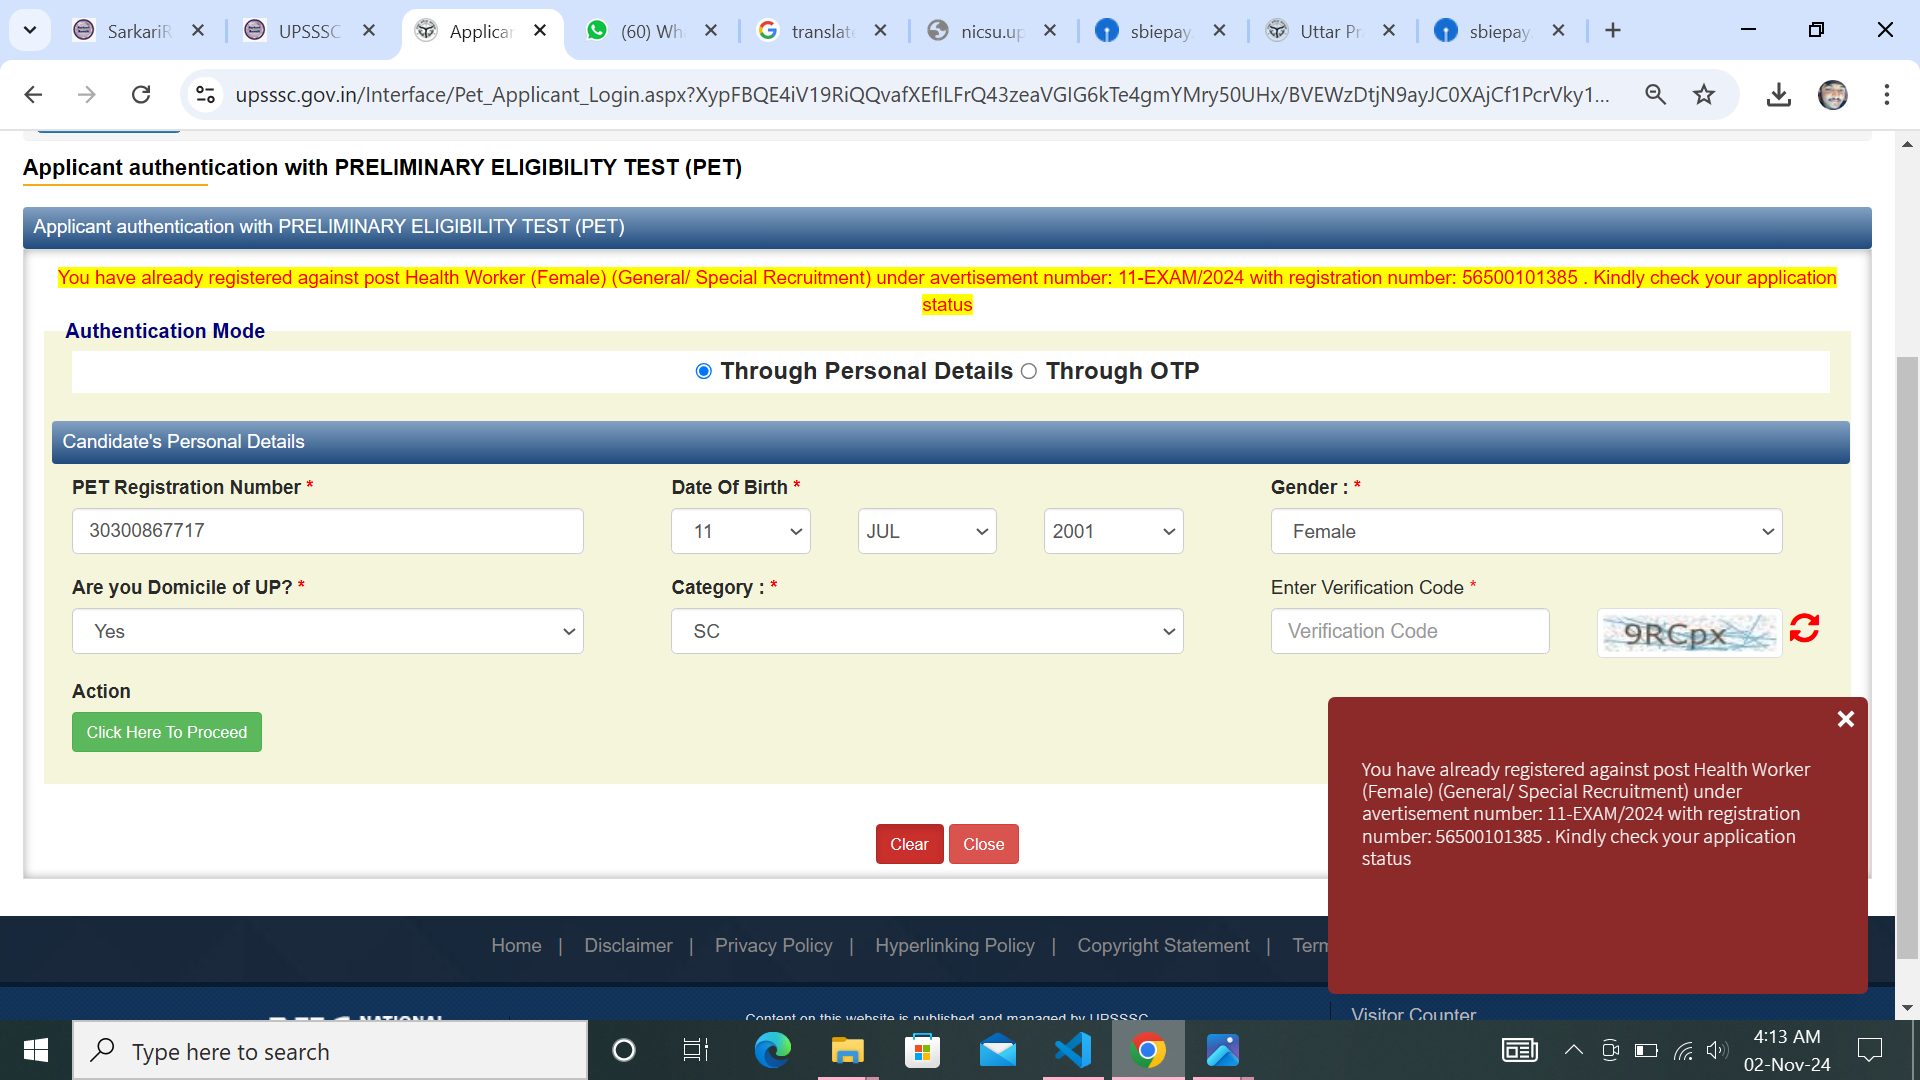 SarkariR
UPSSSC
Applicar
(60) Wh
translate
nicsu.up
sbiepay.
Uttar Pr
sbiepay.
upsssc.gov.in/Interface/Pet_Applicant_Login.aspx?XypFBQE4iV19RiQQvafXEfILFrQ43zeaVGIG6kTe4gmYMry50UHx/BVEWzDtjN9ayJC0XAjCf1PcrVky1...
Applicant authentication with PRELIMINARY ELIGIBILITY TEST (PET)
Applicant authentication with PRELIMINARY ELIGIBILITY TEST (PET)
You have already registered against post Health Worker (Female) (General/ Special Recruitment) under avertisement number: 11-EXAM/2024 with registration number: 56500101385 . Kindly check your application
status
Authentication Mode
Through Personal Details Through OTP
Candidate's Personal Details
PET Registration Number * Date Of Birth * Gender : *
30300867717 11 JUL 2001 Female
Are you Domicile of UP? * Category : * Enter Verification Code *
Yes SC Verification Code 9RCpx
Action
Click Here To Proceed
You have already registered against post Health Worker
(Female) (General/ Special Recruitment) under
avertisement number: 11-EXAM/2024 with registration
number: 56500101385 . Kindly check your application
status
Clear Close
Home | Disclaimer | Privacy Policy | Hyperlinking Policy | Copyright Statement | Term
NATIONAL
Content on this website is published and managed by UPSSSC
Visitor Counter
Type here to search
4:13 AM
02-Nov-24